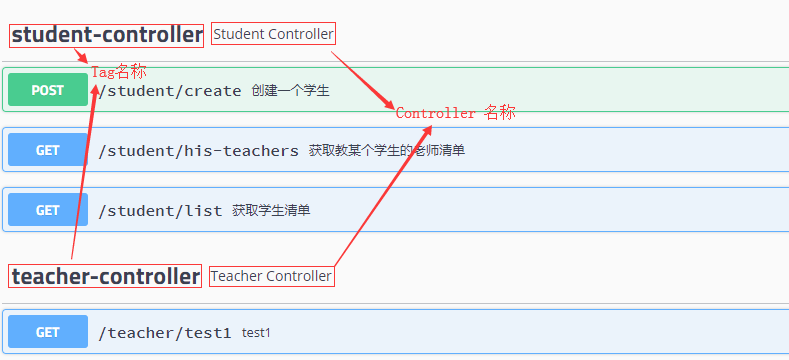 student-controller Student Controller
Tag名称
POST /student/create 创建一个学生
Controller 名称
GET /student/his-teachers 获取教某个学生的老师清单
GET /student/list 获取学生清单
teacher-controller Teacher Controller
GET /teacher/test1 test1